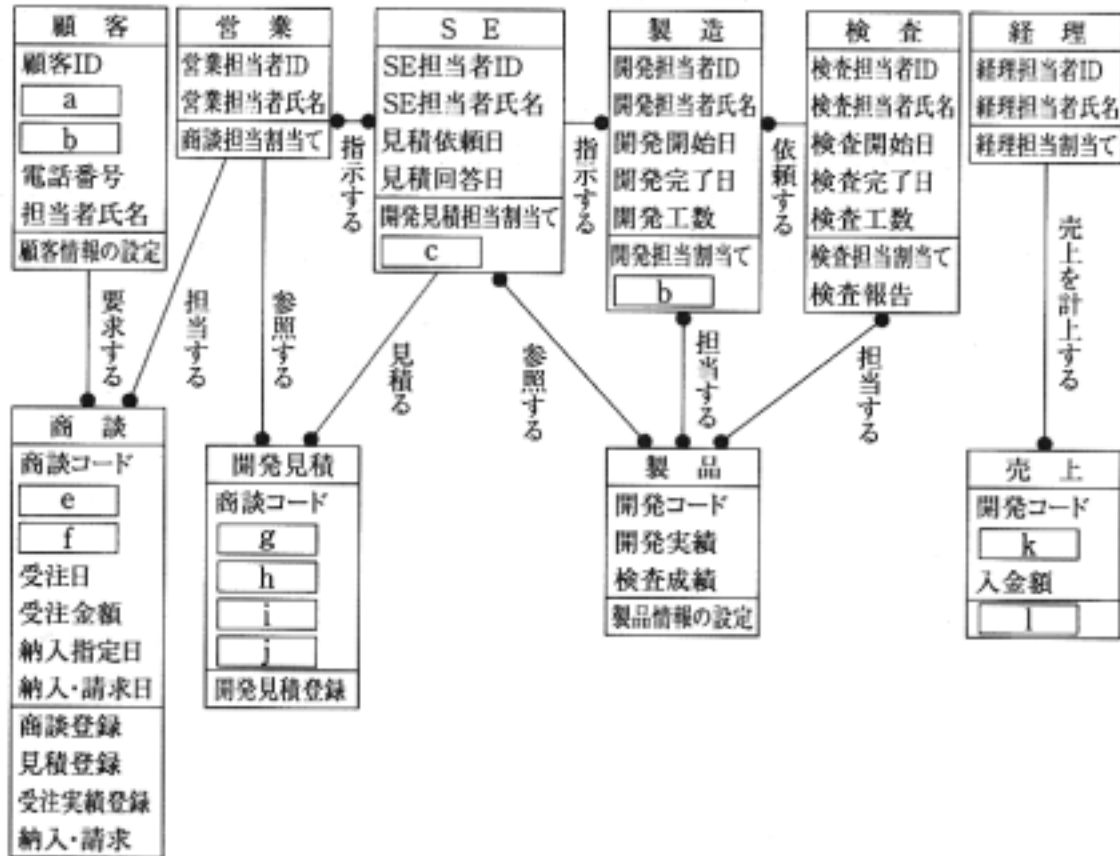 顧 客
顧客ID
a
b
電話番号
担当者氏名
顧客情報の設定
営 業
営業担当者ID
営業担当者氏名
商談担当割当て
S E
SE担当者ID
SE担当者氏名
見積依頼日
見積回答日
開発見積担当割当て
c
製 造
開発担当者ID
開発担当者氏名
開発開始日
開発完了日
開発工数
開発担当割当て
b
検 査
検査担当者ID
検査担当者氏名
検査開始日
検査完了日
検査工数
検査担当割当て
検査報告
経 理
経理担当者ID
経理担当者氏名
経理担当割当て
指示する
指示する
依頼する
要求する
担当する
参照する
見積る
参照する
担当する
担当する
売上を計上する
商 談
商談コード
e
f
受注日
受注金額
納入指定日
納入・請求日
商談登録
見積登録
受注実績登録
納入・請求
開発見積
商談コード
g
h
i
j
開発見積登録
製 品
開発コード
開発実績
検査成績
製品情報の設定
売 上
開発コード
k
入金額
l